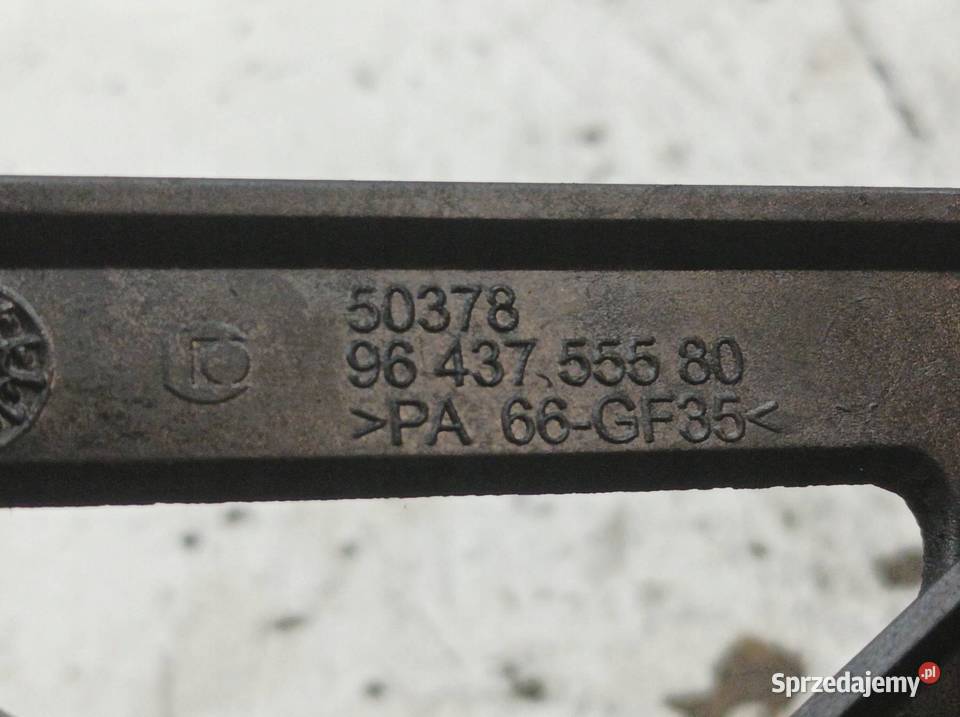 50378
96 437 555 80
>PA 66-GF35<
Sprzedajemy.pl